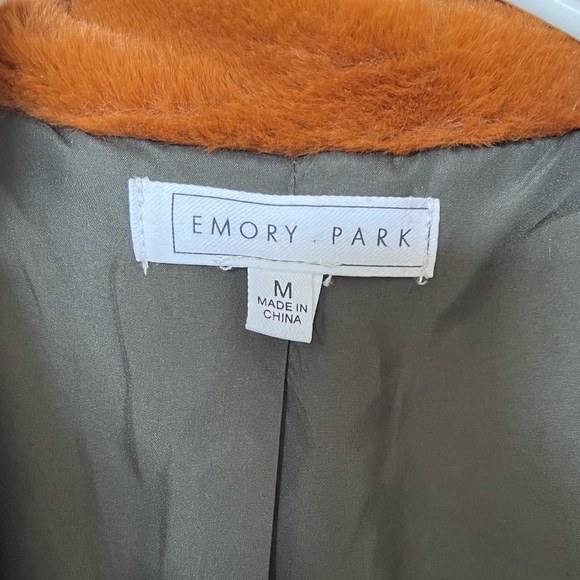 EMORY . PARK
M
MADE IN
CHINA